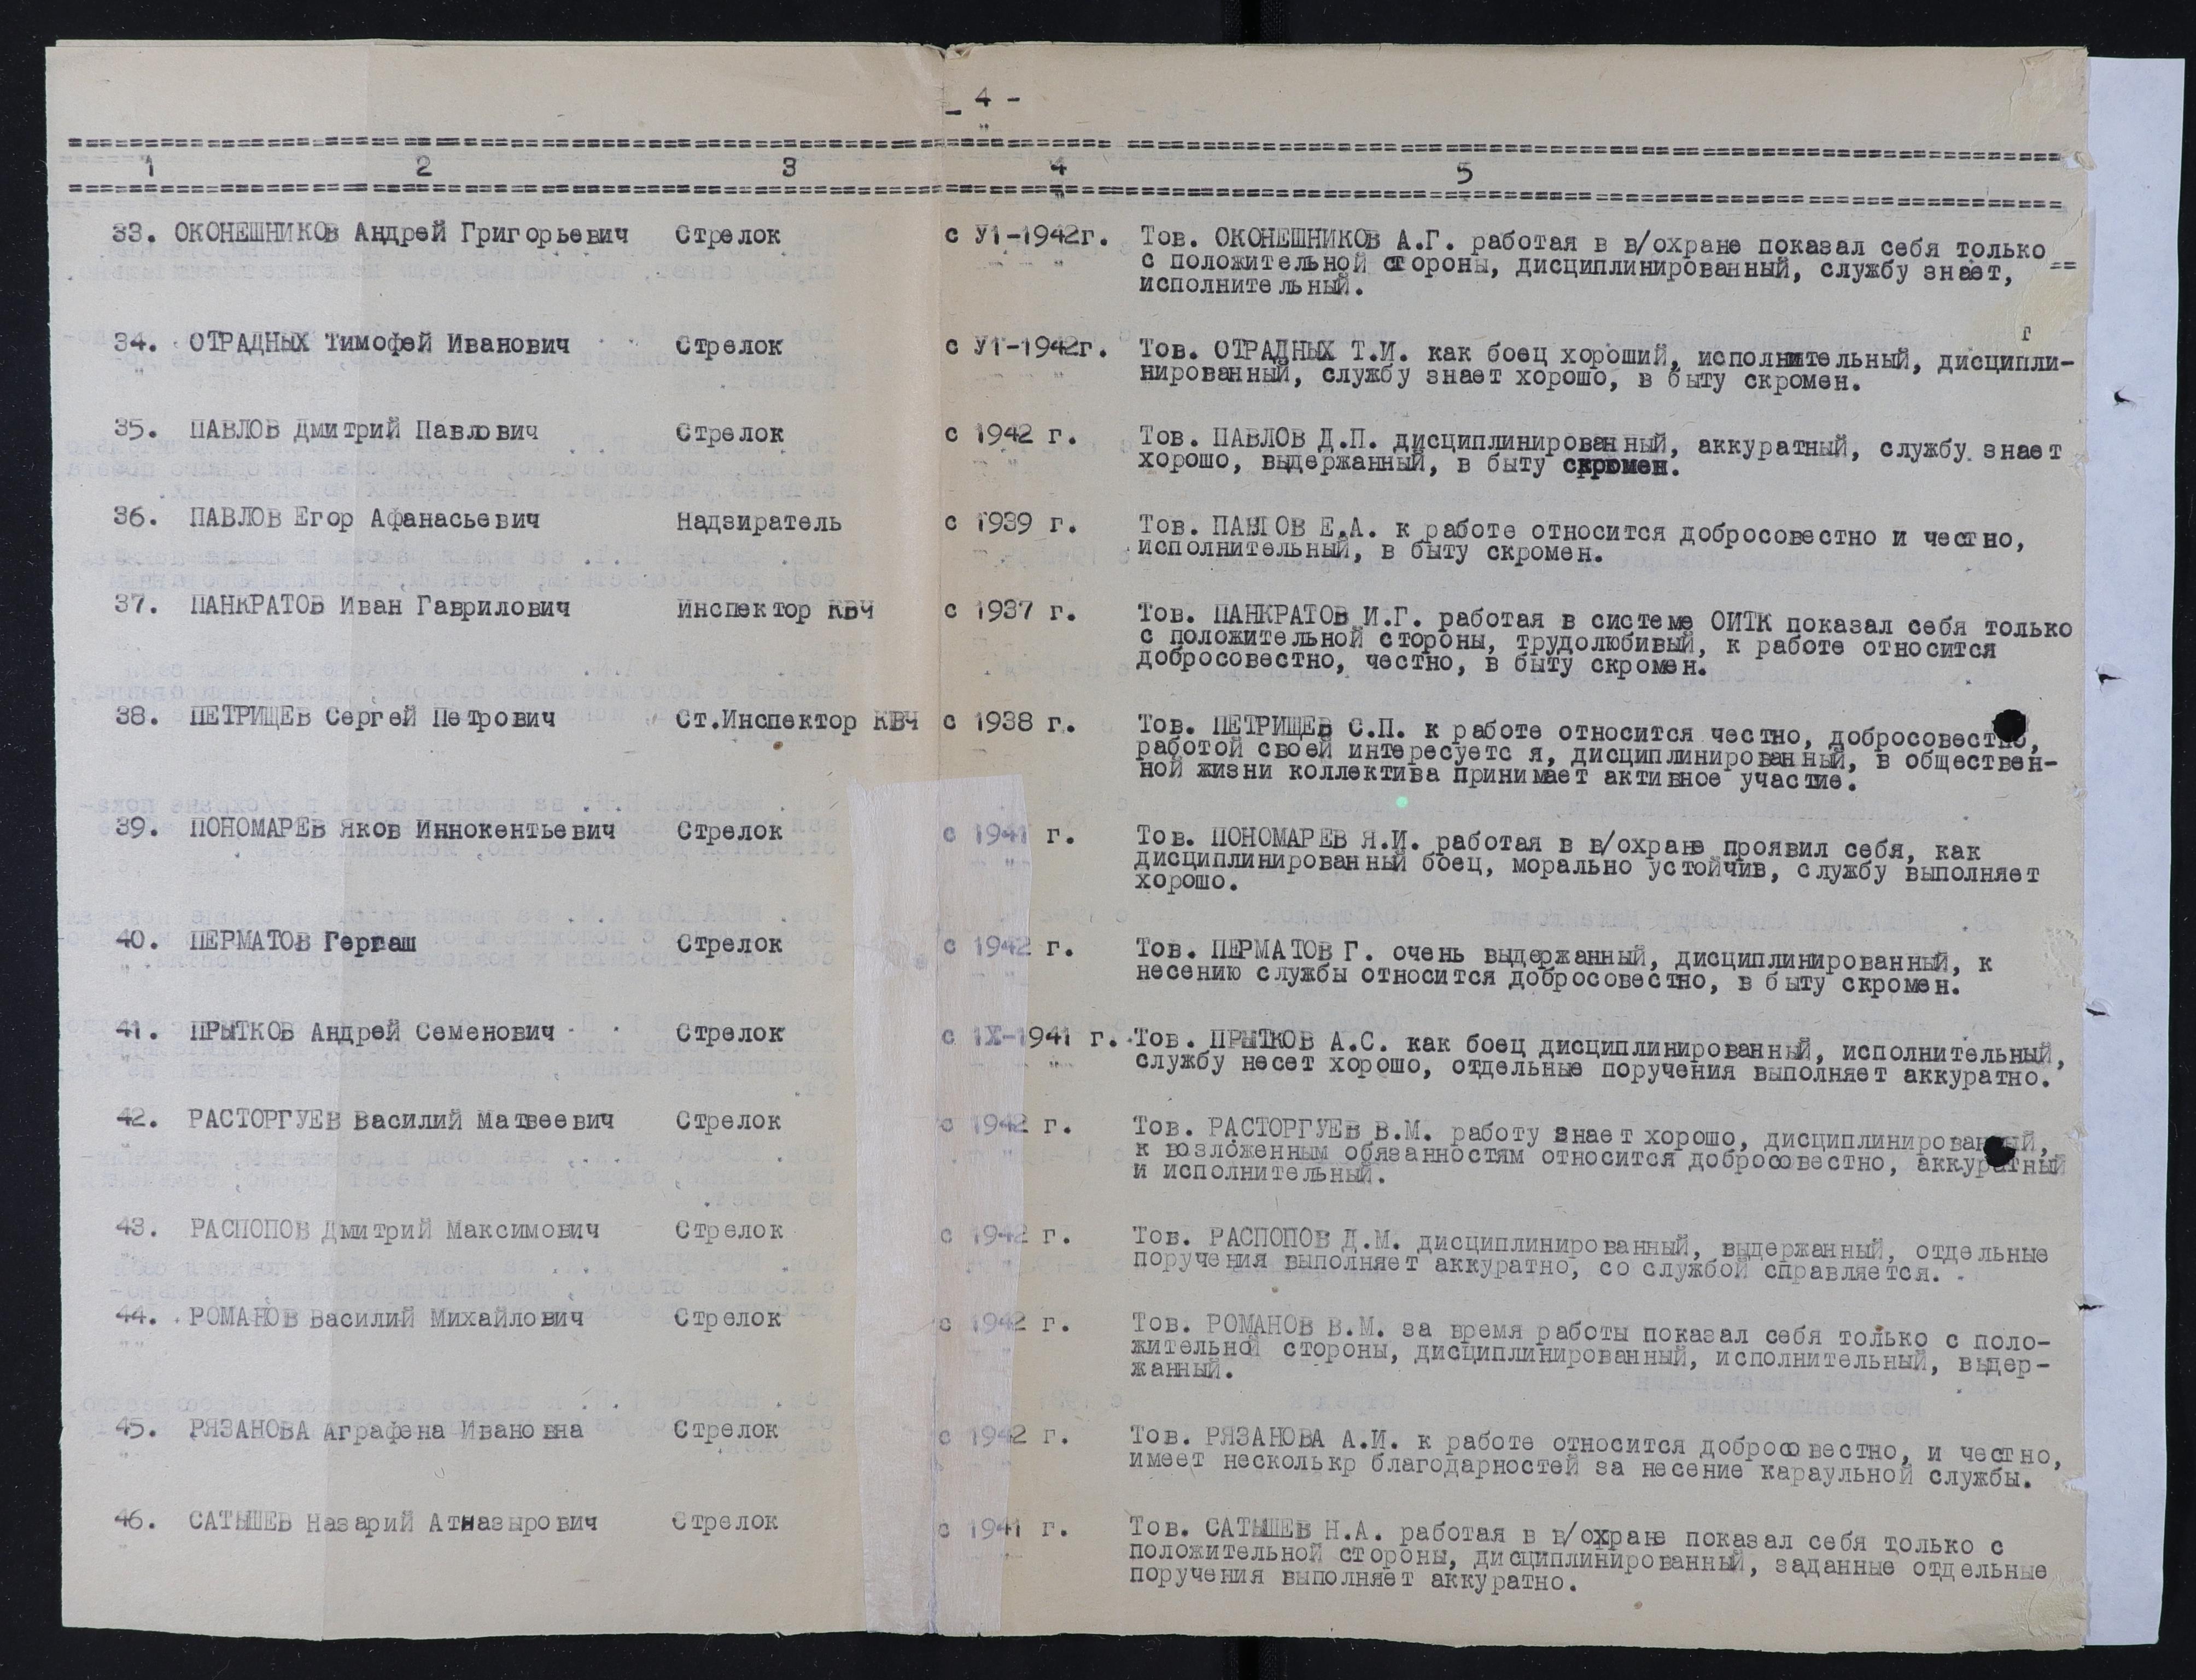 - 4 -
1 2 3 4 5
33. ОКОНЕШНИКОВ Андрей Григорьевич Стрелок с У1-1942г. Тов. ОКОНЕШНИКОВ А.Г. работая в в/охране показал себя только
с положительной стороны, дисциплинированный, службу знает,
исполнительный.
34. ОТРАДНЫХ Тимофей Иванович Стрелок с У1-1942г. Тов. ОТРАДНЫХ Т.И. как боец хороший, исполнительный, дисципли-
нированный, службу знает хорошо, в быту скромен.
35. ПАВЛОВ Дмитрий Павлович Стрелок с 1942 г. Тов. ПАВЛОВ Д.П. дисциплинированный, аккуратный, службу знает
хорошо, выдержанный, в быту скромен.
36. ПАВЛОВ Егор Афанасьевич Надзиратель с 1939 г. Тов. ПАВЛОВ Е.А. к работе относится добросовестно и честно,
исполнительный, в быту скромен.
37. ПАНКРАТОВ Иван Гаврилович Инспектор КВЧ с 1937 г. Тов. ПАНКРАТОВ И.Г. работая в системе ОИТК показал себя только
с положительной стороны, трудолюбивый, к работе относится
добросовестно, честно, в быту скромен.
38. ПЕТРИЩЕВ Сергей Петрович Ст.Инспектор КВЧ с 1938 г. Тов. ПЕТРИЩЕВ С.П. к работе относится честно, добросовестно,
работой своей интересуется, дисциплинированный, в обществен-
ной жизни коллектива принимает активное участие.
39. ПОНОМАРЕВ Яков Иннокентьевич Стрелок с 1941 г. Тов. ПОНОМАРЕВ Я.И. работая в в/охране проявил себя, как
дисциплинированный боец, морально устойчив, службу выполняет
хорошо.
40. ПЕРМАТОВ Стрелок с 1942 г. Тов. ПЕРМАТОВ Г. очень выдержанный, дисциплинированный, к
несению службы относится добросовестно, в быту скромен.
41. ПРЫТКОВ Андрей Семенович Стрелок с 1Х-1941 г. Тов. ПРЫТКОВ А.С. как боец дисциплинированный, исполнительный,
службу несет хорошо, отдельные поручения выполняет аккуратно.
42. РАСТОРГУЕВ Василий Матвеевич Стрелок с 1942 г. Тов. РАСТОРГУЕВ В.М. работу знает хорошо, дисциплинированный,
к возложенным обязанностям относится добросовестно, аккуратный
и исполнительный.
43. РАСПОПОВ Дмитрий Максимович Стрелок с 1942 г. Тов. РАСПОПОВ Д.М. дисциплинированный, выдержанный, отдельные
поручения выполняет аккуратно, со службой справляется.
44. РОМАНОВ Василий Михайлович Стрелок с 1942 г. Тов. РОМАНОВ В.М. за время работы показал себя только с поло-
жительной стороны, дисциплинированный, исполнительный, выдер-
жанный.
45. РЯЗАНОВА Аграфена Ивановна Стрелок с 1942 г. Тов. РЯЗАНОВА А.И. к работе относится добросовестно, и честно,
имеет несколькр благодарностей за несение караульной службы.
46. САТЫШЕВ Назарий Атназырович Стрелок с 1941 г. Тов. САТЫШЕВ Н.А. работая в в/охране показал себя только с
положительной стороны, дисциплинированный, заданные отдельные
поручения выполняет аккуратно.